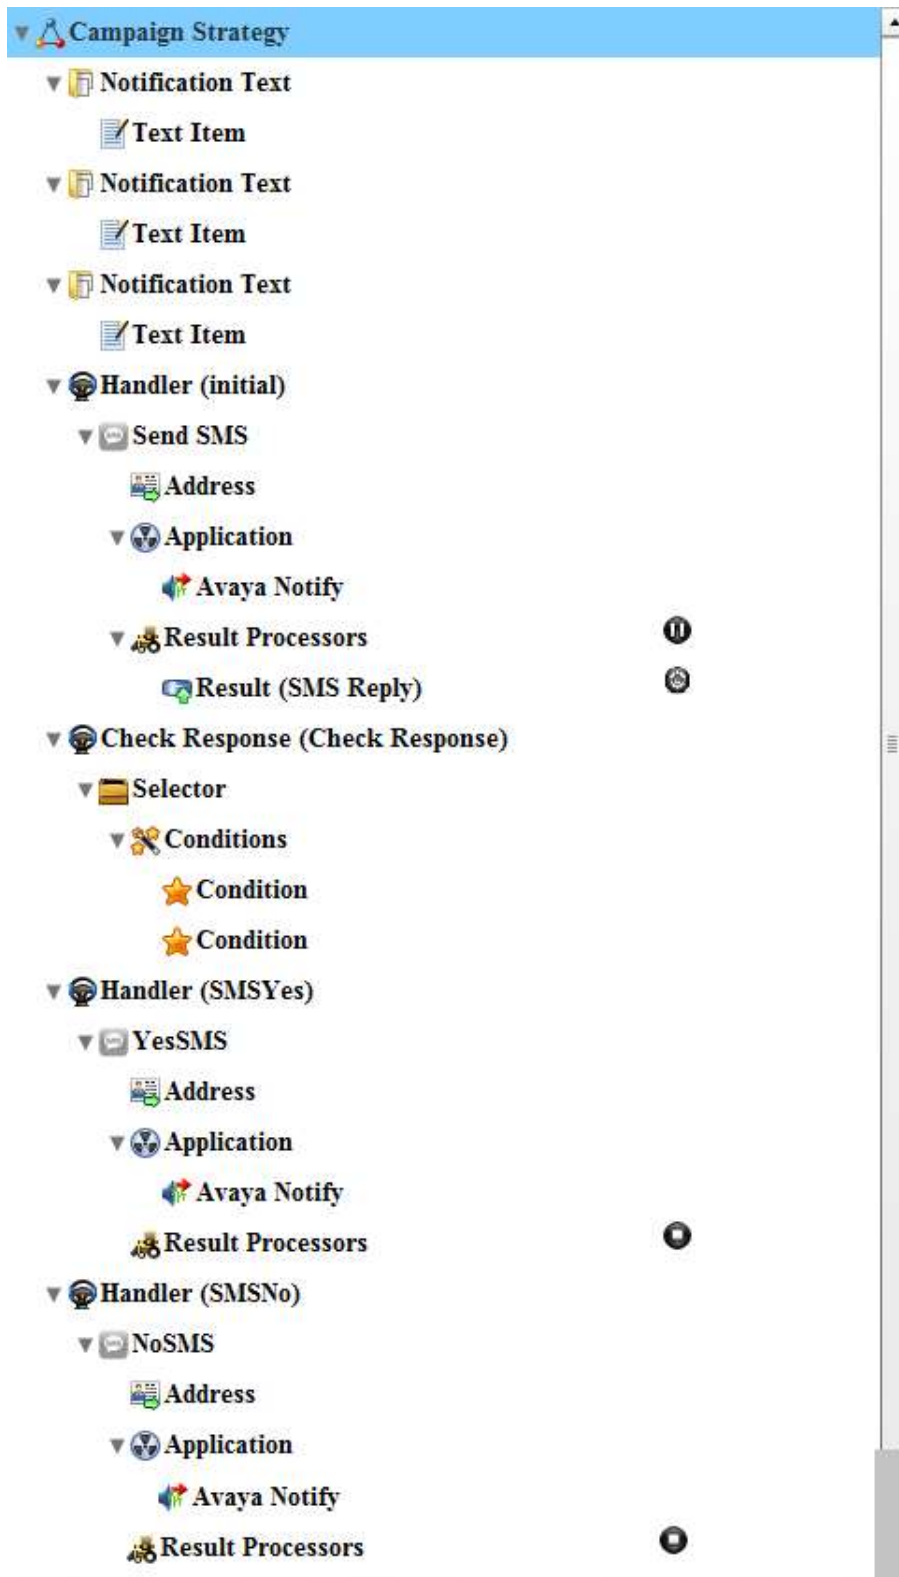 Campaign Strategy
Notification Text
Text Item
Notification Text
Text Item
Notification Text
Text Item
Handler (initial)
Send SMS
Address
Application
Avaya Notify
Result Processors
Result (SMS Reply)
Check Response (Check Response)
Selector
Conditions
Condition
Condition
Handler (SMSYes)
YesSMS
Address
Application
Avaya Notify
Result Processors
Handler (SMSNo)
NoSMS
Address
Application
Avaya Notify
Result Processors